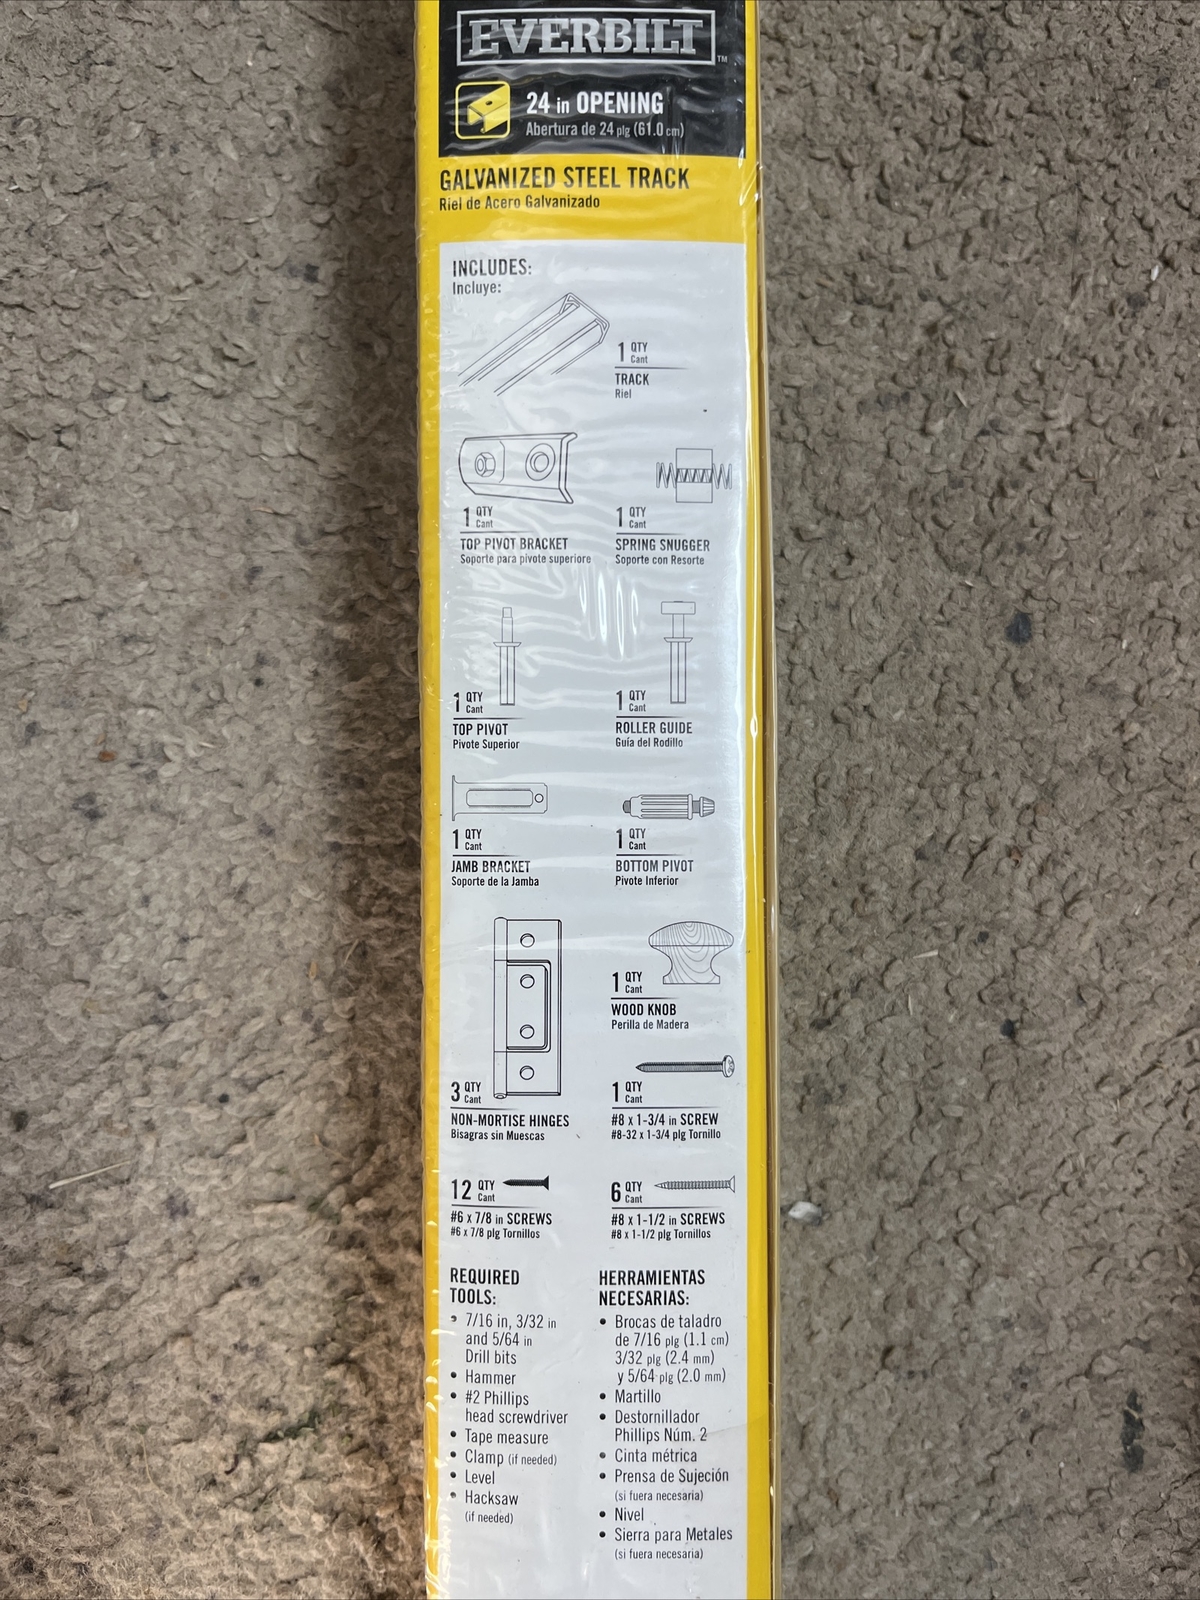 EVERBILT™
24 in OPENING
Abertura de 24 plg (61.0 cm)
GALVANIZED STEEL TRACK
Riel de Acero Galvanizado
INCLUDES:
Incluye:
1 QTY Cant
TRACK
Riel
1 QTY Cant
TOP PIVOT BRACKET
Soporte para pivote superiore
1 QTY Cant
SPRING SNUGGER
Soporte con Resorte
1 QTY Cant
TOP PIVOT
Pivote Superior
1 QTY Cant
ROLLER GUIDE
Guía del Rodillo
1 QTY Cant
JAMB BRACKET
Soporte de la Jamba
1 QTY Cant
BOTTOM PIVOT
Pivote Inferior
1 QTY Cant
WOOD KNOB
Perilla de Madera
3 QTY Cant
NON-MORTISE HINGES
Bisagras sin Muescas
1 QTY Cant
#8 x 1-3/4 in SCREW
#8-32 x 1-3/4 plg Tornillo
12 QTY Cant
#6 x 7/8 in SCREWS
#6 x 7/8 plg Tornillos
6 QTY Cant
#8 x 1-1/2 in SCREWS
#8 x 1-1/2 plg Tornillos
REQUIRED
TOOLS:
• 7/16 in, 3/32 in
and 5/64 in
Drill bits
• Hammer
• #2 Phillips
head screwdriver
• Tape measure
• Clamp (if needed)
• Level
• Hacksaw
(if needed)
HERRAMIENTAS
NECESARIAS:
• Brocas de taladro
de 7/16 plg (1.1 cm)
3/32 plg (2.4 mm)
y 5/64 plg (2.0 mm)
• Martillo
• Destornillador
Phillips Núm. 2
• Cinta métrica
• Prensa de Sujeción
(si fuera necesaria)
• Nivel
• Sierra para Metales
(si fuera necesaria)